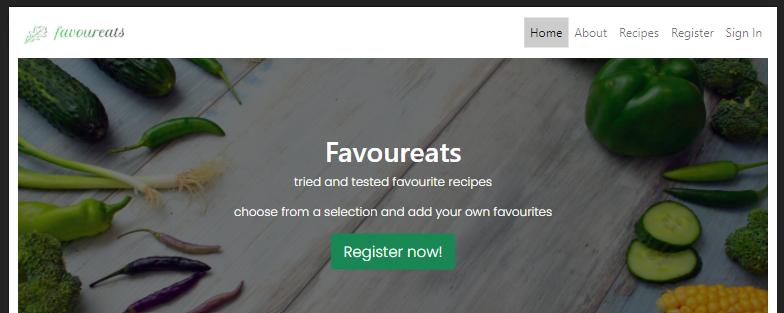 favoureats
Home About Recipes Register Sign In
Favoureats
tried and tested favourite recipes
choose from a selection and add your own favourites
Register now!